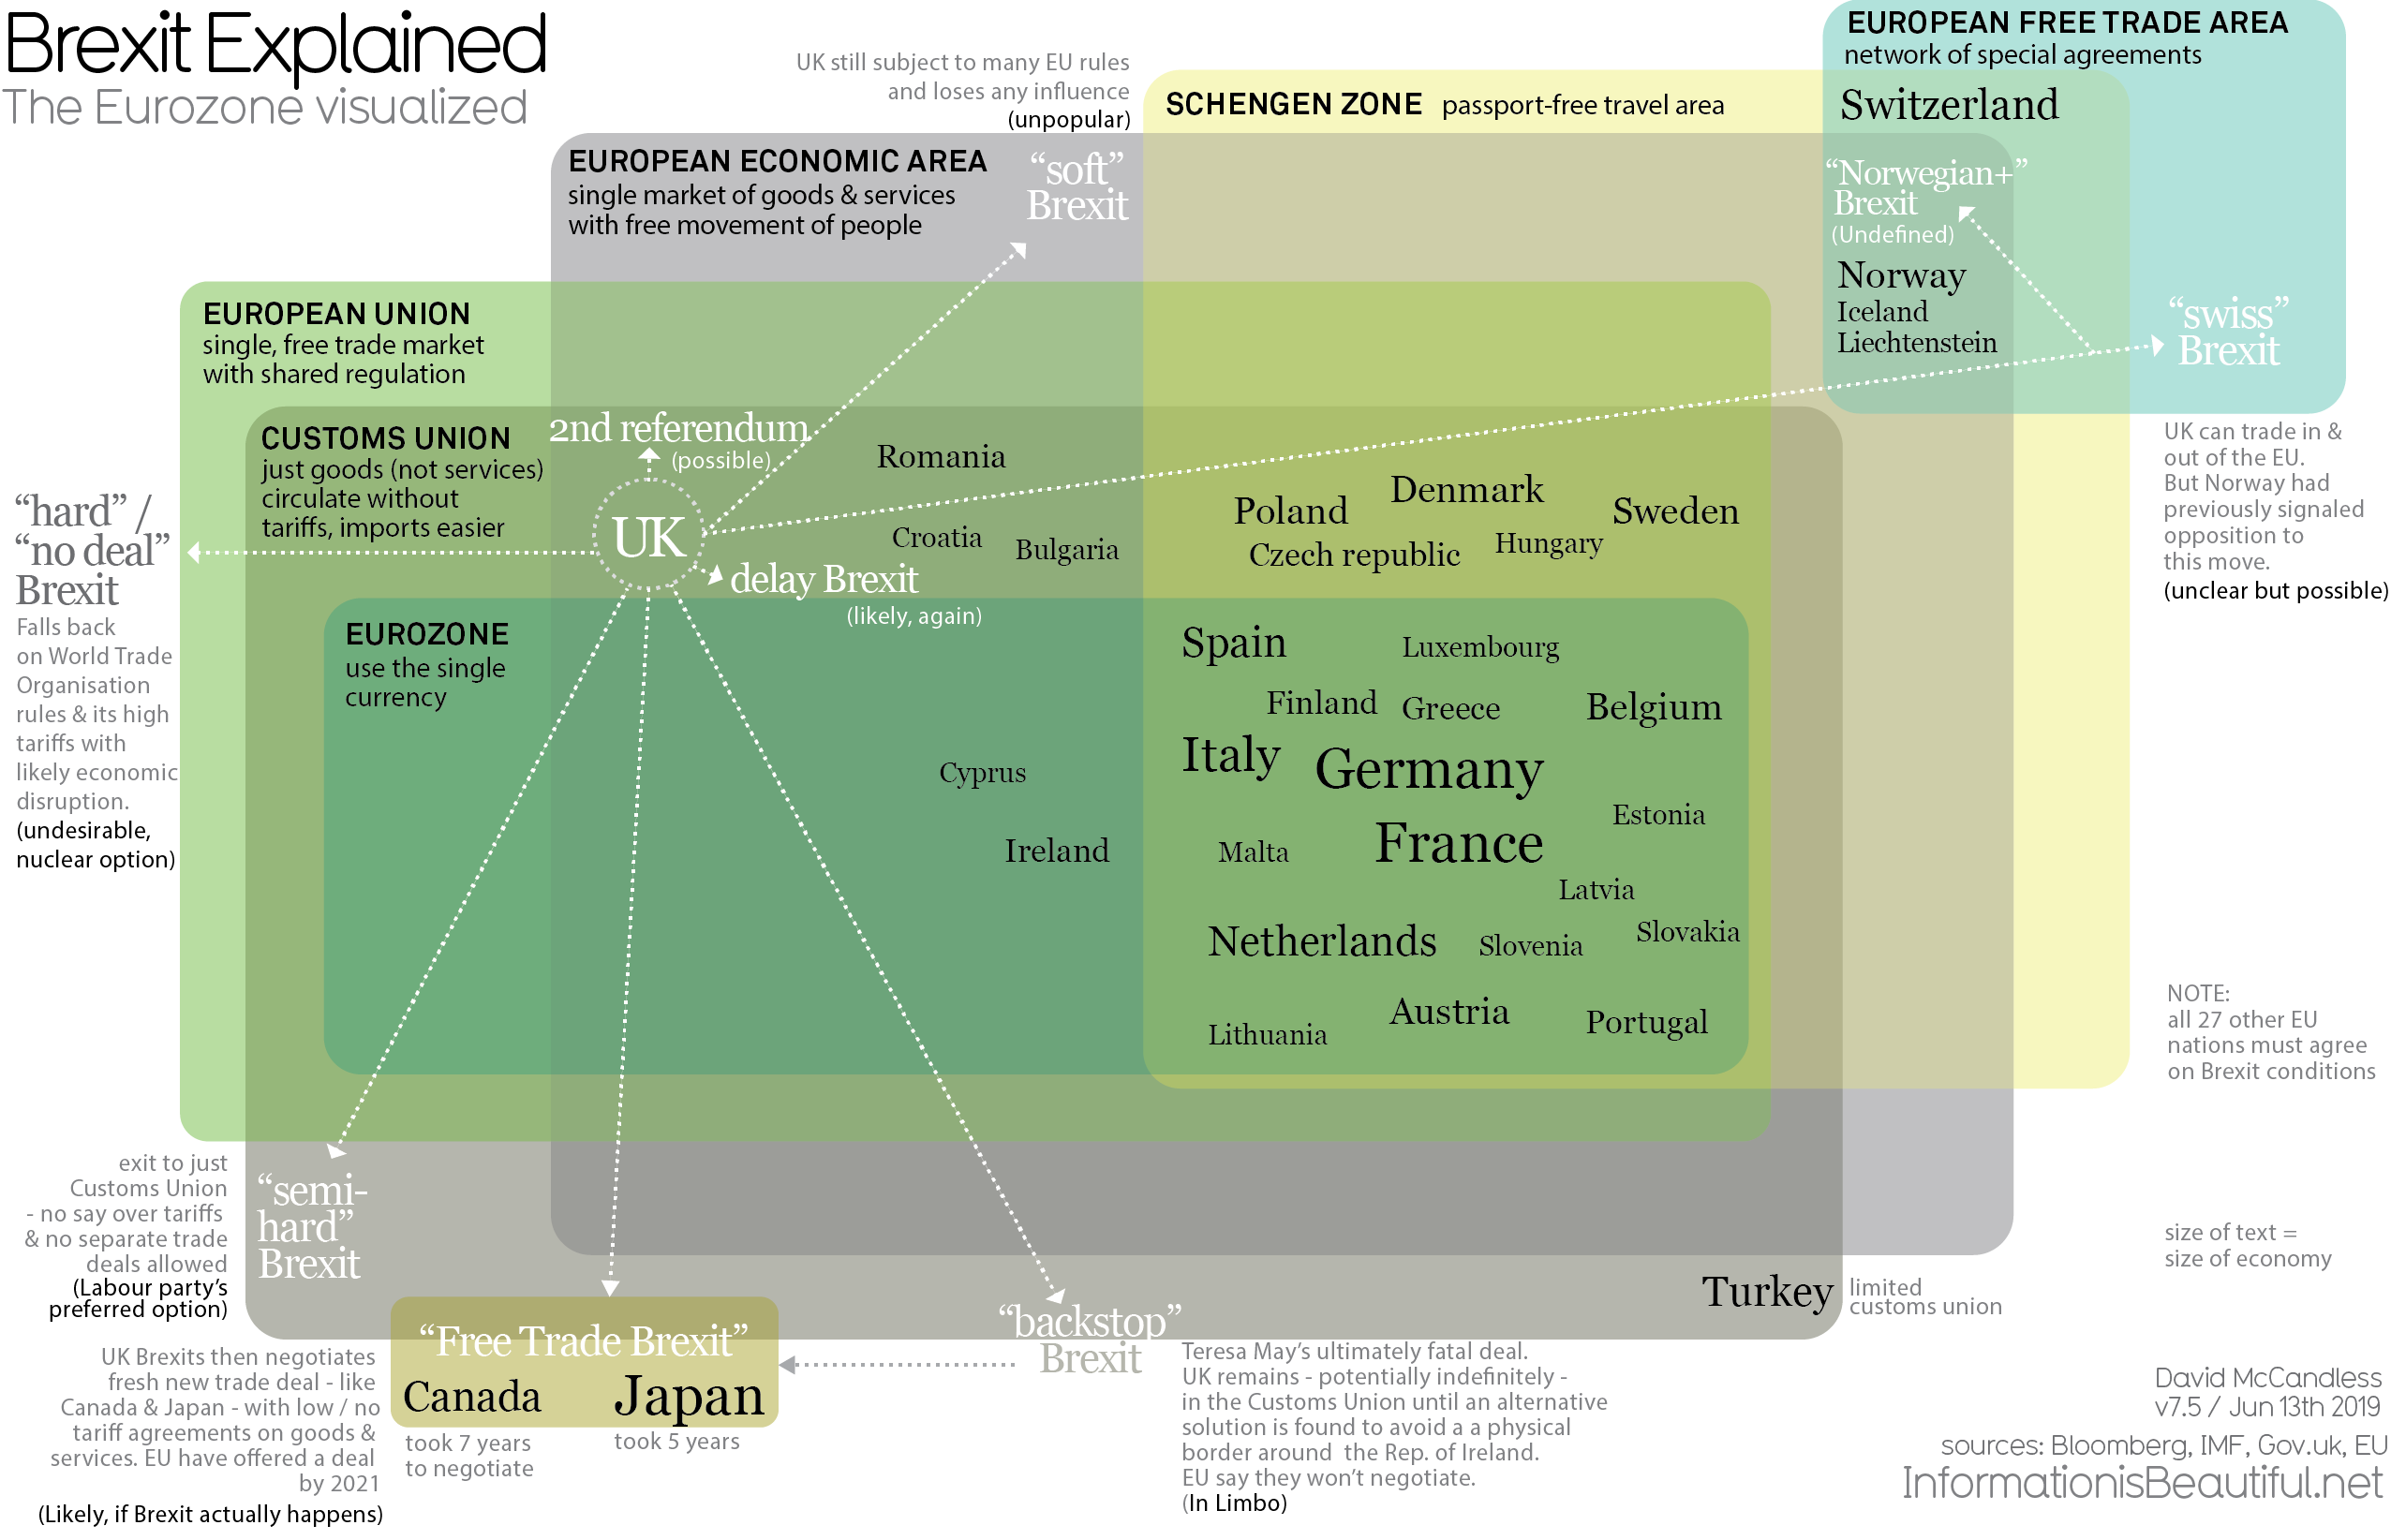 Brexit Explained
The Eurozone visualized
UK still subject to many EU rules
and loses any influence
(unpopular)
EUROPEAN FREE TRADE AREA
network of special agreements
SCHENGEN ZONE passport-free travel area
Switzerland
EUROPEAN ECONOMIC AREA
single market of goods & services
with free movement of people
“soft”
Brexit
“Norwegian+”
Brexit
(Undefined)
Norway
Iceland
Liechtenstein
“swiss”
Brexit
EUROPEAN UNION
single, free trade market
with shared regulation
CUSTOMS UNION
just goods (not services)
circulate without
tariffs, imports easier
2nd referendum
(possible)
UK
delay Brexit
(likely, again)
Romania
Croatia
Bulgaria
Poland
Denmark
Sweden
Czech republic
Hungary
UK can trade in &
out of the EU.
But Norway had
previously signaled
opposition to
this move.
(unclear but possible)
“hard” /
“no deal”
Brexit
Falls back
on World Trade
Organisation
rules & its high
tariffs with
likely economic
disruption.
(undesirable,
nuclear option)
EUROZONE
use the single
currency
Cyprus
Ireland
Spain
Luxembourg
Finland
Greece
Belgium
Italy
Germany
Estonia
Malta
France
Latvia
Netherlands
Slovenia
Slovakia
Lithuania
Austria
Portugal
NOTE:
all 27 other EU
nations must agree
on Brexit conditions
exit to just
Customs Union
- no say over tariffs
& no separate trade
deals allowed
(Labour party’s
preferred option)
“semi-
hard”
Brexit
size of text =
size of economy
Turkey
limited
customs union
“Free Trade Brexit”
Canada
Japan
took 7 years
to negotiate
took 5 years
UK Brexits then negotiates
fresh new trade deal - like
Canada & Japan - with low / no
tariff agreements on goods &
services. EU have offered a deal
by 2021
(Likely, if Brexit actually happens)
“backstop”
Brexit
Teresa May’s ultimately fatal deal.
UK remains - potentially indefinitely -
in the Customs Union until an alternative
solution is found to avoid a a physical
border around the Rep. of Ireland.
EU say they won’t negotiate.
(In Limbo)
David McCandless
v7.5 / Jun 13th 2019
sources: Bloomberg, IMF, Gov.uk, EU
InformationisBeautiful.net